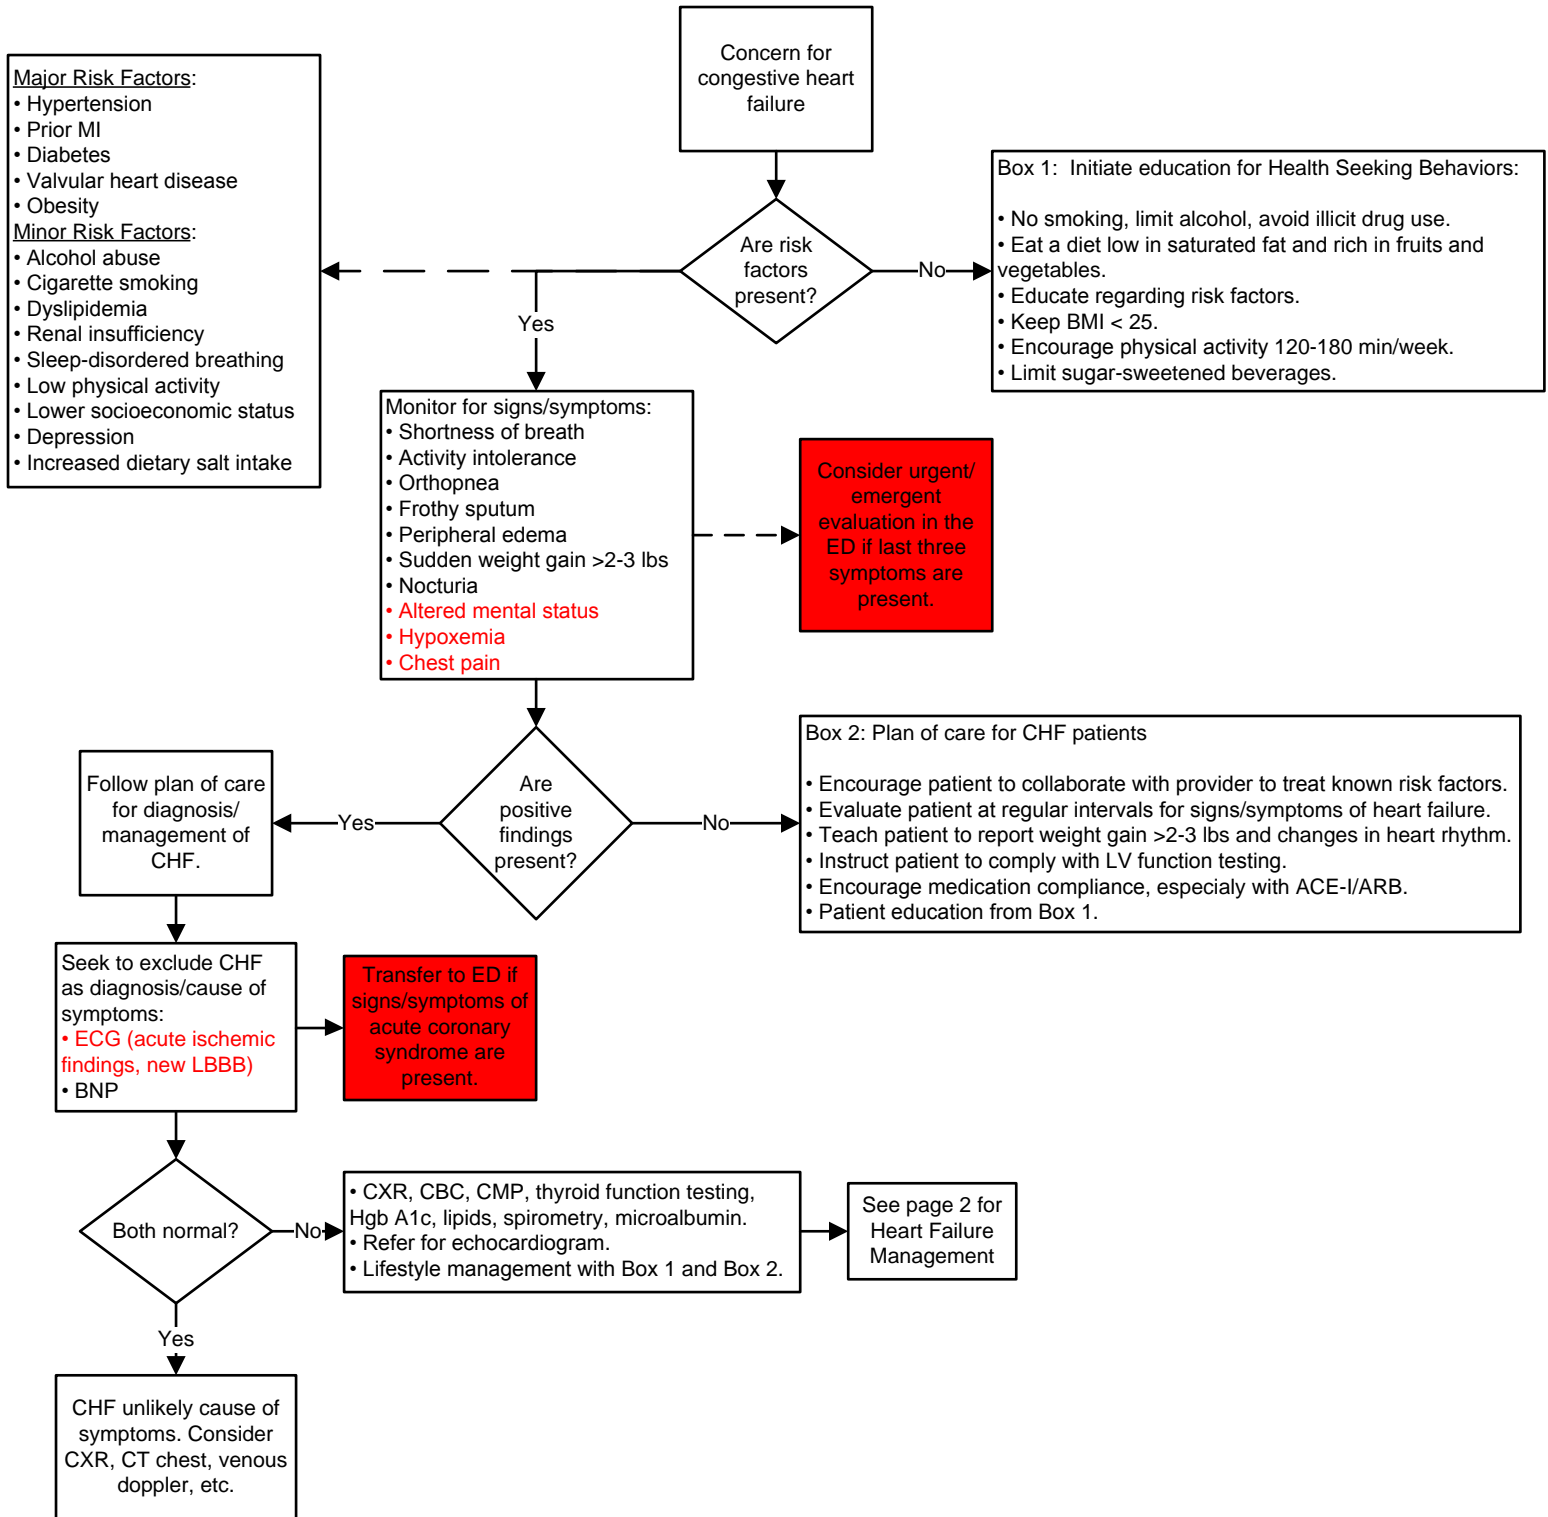 Concern for
congestive heart
failure
Major Risk Factors:
• Hypertension
• Prior MI
• Diabetes
• Valvular heart disease
• Obesity
Minor Risk Factors:
• Alcohol abuse
• Cigarette smoking
• Dyslipidemia
• Renal insufficiency
• Sleep-disordered breathing
• Low physical activity
• Lower socioeconomic status
• Depression
• Increased dietary salt intake
Are risk
factors
present?
No
Box 1:  Initiate education for Health Seeking Behaviors:
• No smoking, limit alcohol, avoid illicit drug use.
• Eat a diet low in saturated fat and rich in fruits and
vegetables.
• Educate regarding risk factors.
• Keep BMI < 25.
• Encourage physical activity 120-180 min/week.
• Limit sugar-sweetened beverages.
Yes
Monitor for signs/symptoms:
• Shortness of breath
• Activity intolerance
• Orthopnea
• Frothy sputum
• Peripheral edema
• Sudden weight gain >2-3 lbs
• Nocturia
• Altered mental status
• Hypoxemia
• Chest pain
Consider urgent/
emergent
evaluation in the
ED if last three
symptoms are
present.
Are
positive
findings
present?
No
Box 2: Plan of care for CHF patients
• Encourage patient to collaborate with provider to treat known risk factors.
• Evaluate patient at regular intervals for signs/symptoms of heart failure.
• Teach patient to report weight gain >2-3 lbs and changes in heart rhythm.
• Instruct patient to comply with LV function testing.
• Encourage medication compliance, especialy with ACE-I/ARB.
• Patient education from Box 1.
Yes
Follow plan of care
for diagnosis/
management of
CHF.
Seek to exclude CHF
as diagnosis/cause of
symptoms:
• ECG (acute ischemic
findings, new LBBB)
• BNP
Transfer to ED if
signs/symptoms of
acute coronary
syndrome are
present.
Both normal?
No
• CXR, CBC, CMP, thyroid function testing,
Hgb A1c, lipids, spirometry, microalbumin.
• Refer for echocardiogram.
• Lifestyle management with Box 1 and Box 2.
See page 2 for
Heart Failure
Management
Yes
CHF unlikely cause of
symptoms. Consider
CXR, CT chest, venous
doppler, etc.